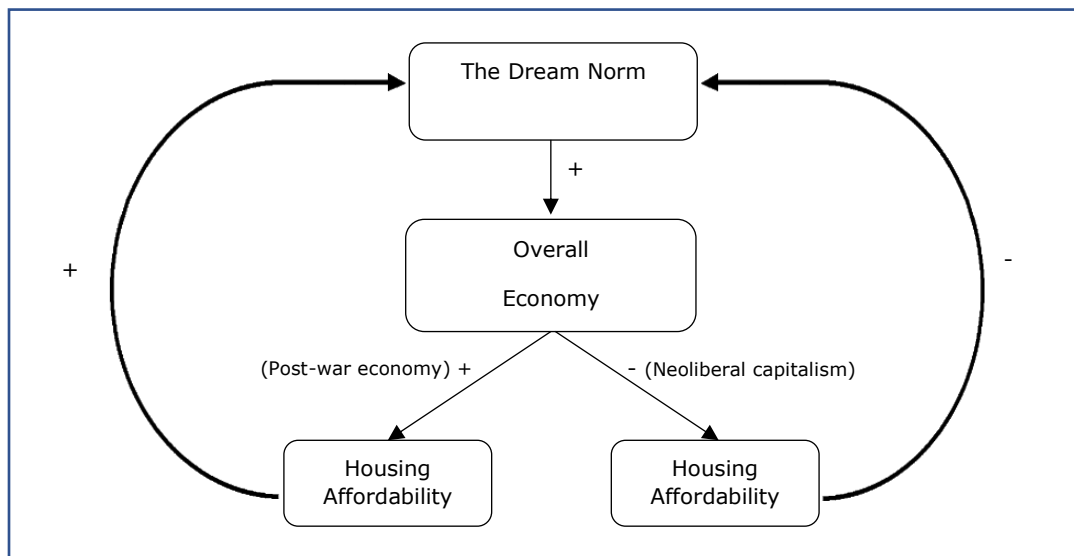 The Dream Norm
+
Overall
Economy
+
-
(Post-war economy) +
- (Neoliberal capitalism)
Housing
Affordability
Housing
Affordability